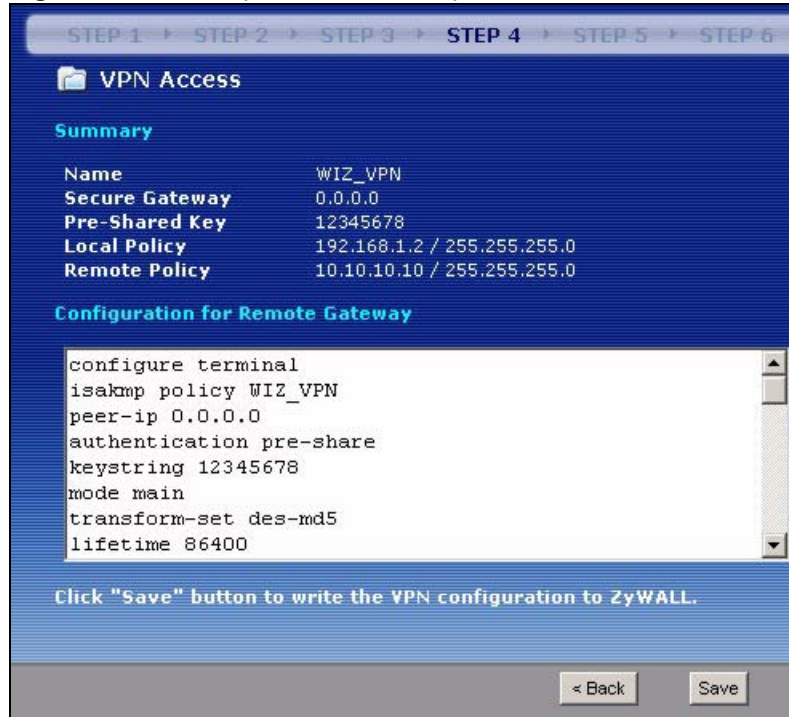 STEP 1 STEP 2 STEP 3 STEP 4 STEP 5 STEP 6
VPN Access
Summary
Name WIZ_VPN
Secure Gateway 0.0.0.0
Pre-Shared Key 12345678
Local Policy 192.168.1.2 / 255.255.255.0
Remote Policy 10.10.10.10 / 255.255.255.0
Configuration for Remote Gateway
configure terminal
isakmp policy WIZ_VPN
peer-ip 0.0.0.0
authentication pre-share
keystring 12345678
mode main
transform-set des-md5
lifetime 86400
Click "Save" button to write the VPN configuration to ZyWALL.
< Back Save